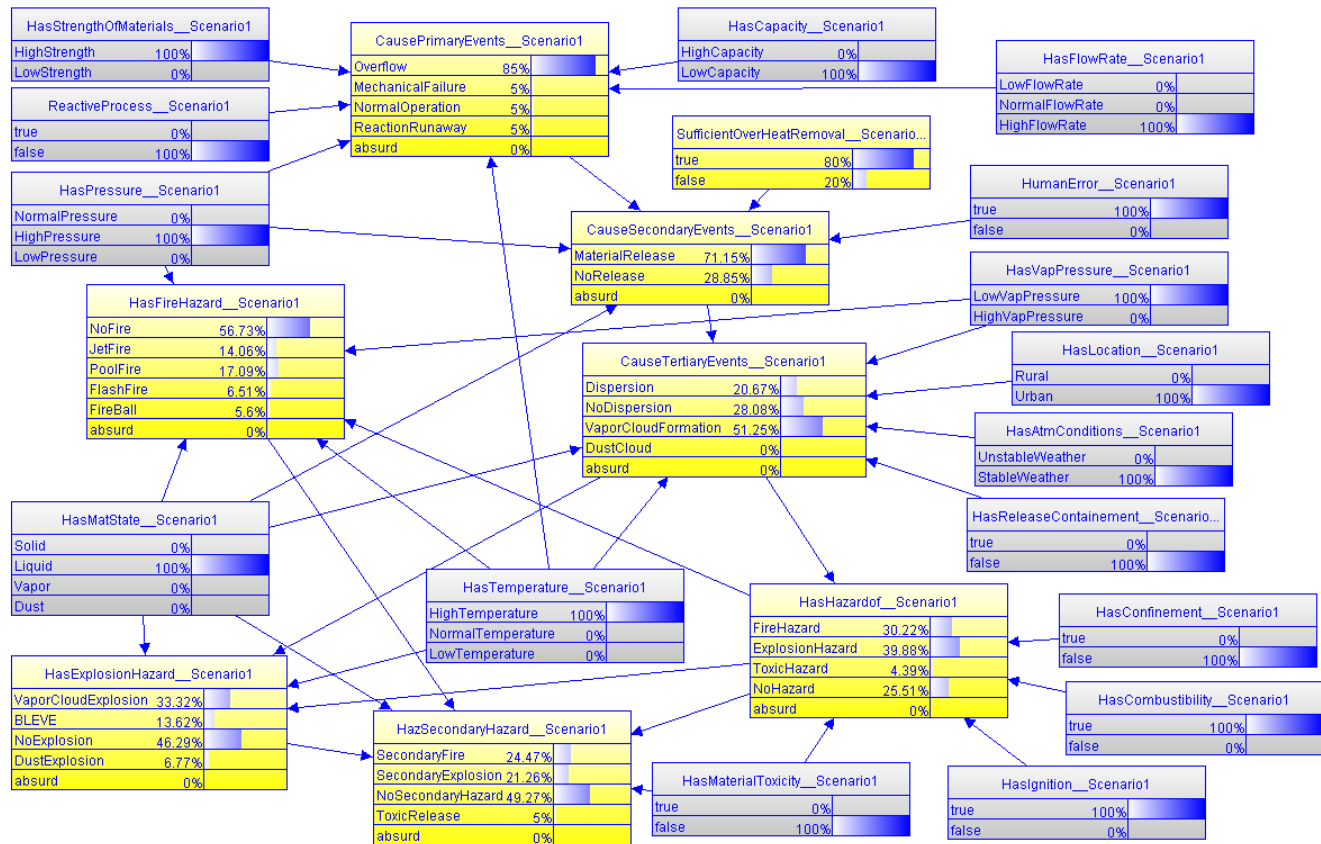 HasStrengthOfMaterials__Scenario1
HighStrength 100%
LowStrength 0%
CausePrimaryEvents__Scenario1
Overflow 85%
MechanicalFailure 5%
NormalOperation 5%
ReactionRunaway 5%
absurd 0%
HasCapacity__Scenario1
HighCapacity 0%
LowCapacity 100%
HasFlowRate__Scenario1
LowFlowRate 0%
NormalFlowRate 0%
HighFlowRate 100%
ReactiveProcess__Scenario1
true 0%
false 100%
SufficientOverHeatRemoval__Scenario...
true 80%
false 20%
HasPressure__Scenario1
NormalPressure 0%
HighPressure 100%
LowPressure 0%
HumanError__Scenario1
true 100%
false 0%
CauseSecondaryEvents__Scenario1
MaterialRelease 71.15%
NoRelease 28.85%
absurd 0%
HasVapPressure__Scenario1
LowVapPressure 100%
HighVapPressure 0%
HasFireHazard__Scenario1
NoFire 56.73%
JetFire 14.06%
PoolFire 17.09%
FlashFire 6.51%
FireBall 5.6%
absurd 0%
CauseTertiaryEvents__Scenario1
Dispersion 20.67%
NoDispersion 28.08%
VaporCloudFormation 51.25%
DustCloud 0%
absurd 0%
HasLocation__Scenario1
Rural 0%
Urban 100%
HasAtmConditions__Scenario1
UnstableWeather 0%
StableWeather 100%
HasMatState__Scenario1
Solid 0%
Liquid 100%
Vapor 0%
Dust 0%
HasReleaseContainement__Scenario...
true 0%
false 100%
HasTemperature__Scenario1
HighTemperature 100%
NormalTemperature 0%
LowTemperature 0%
HasHazardof__Scenario1
FireHazard 30.22%
ExplosionHazard 39.88%
ToxicHazard 4.39%
NoHazard 25.51%
absurd 0%
HasConfinement__Scenario1
true 0%
false 100%
HasExplosionHazard__Scenario1
VaporCloudExplosion 33.32%
BLEVE 13.62%
NoExplosion 46.29%
DustExplosion 6.77%
absurd 0%
HasCombustibility__Scenario1
true 100%
false 0%
HazSecondaryHazard__Scenario1
SecondaryFire 24.47%
SecondaryExplosion 21.26%
NoSecondaryHazard 49.27%
ToxicRelease 5%
absurd 0%
HasMaterialToxicity__Scenario1
true 0%
false 100%
HasIgnition__Scenario1
true 100%
false 0%